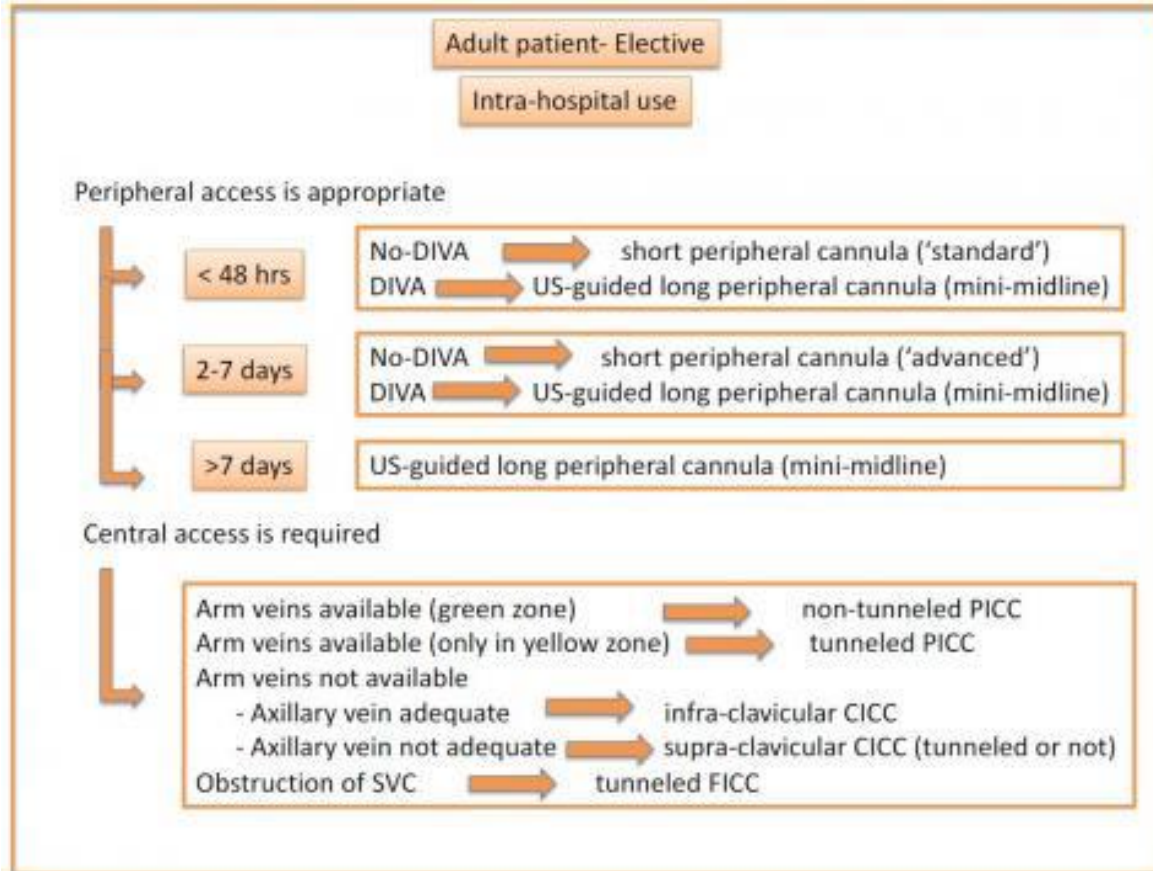 Adult patient- Elective
Intra-hospital use
Peripheral access is appropriate
< 48 hrs
No-DIVA short peripheral cannula ('standard')
DIVA US-guided long peripheral cannula (mini-midline)
2-7 days
No-DIVA short peripheral cannula ('advanced')
DIVA US-guided long peripheral cannula (mini-midline)
>7 days
US-guided long peripheral cannula (mini-midline)
Central access is required
Arm veins available (green zone) non-tunneled PICC
Arm veins available (only in yellow zone) tunneled PICC
Arm veins not available
- Axillary vein adequate infra-clavicular CICC
- Axillary vein not adequate supra-clavicular CICC (tunneled or not)
Obstruction of SVC tunneled FICC